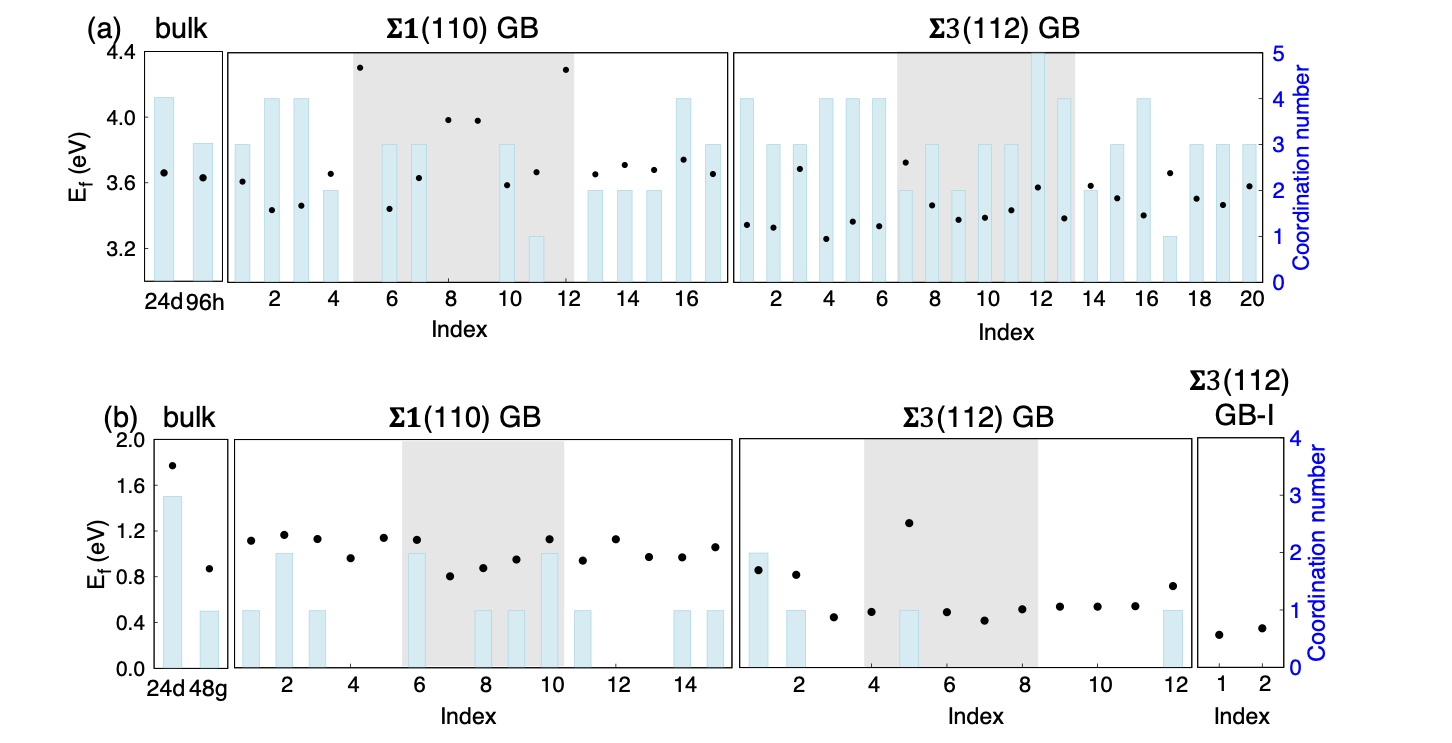 (a) bulk Σ1(110) GB Σ3(112) GB
4.4 5
4
4.0
3
3.6
2
3.2
1
0
E_f (eV)
Coordination number
24d 96h 2 4 6 8 10 12 14 16 2 4 6 8 10 12 14 16 18 20
Index Index
Σ3(112)
(b) bulk Σ1(110) GB Σ3(112) GB GB-I
2.0 4
1.6
3
1.2
2
0.8
1
0.4
0.0 0
E_f (eV)
Coordination number
24d 48g 2 4 6 8 10 12 14 2 4 6 8 10 12 1 2
Index Index Index